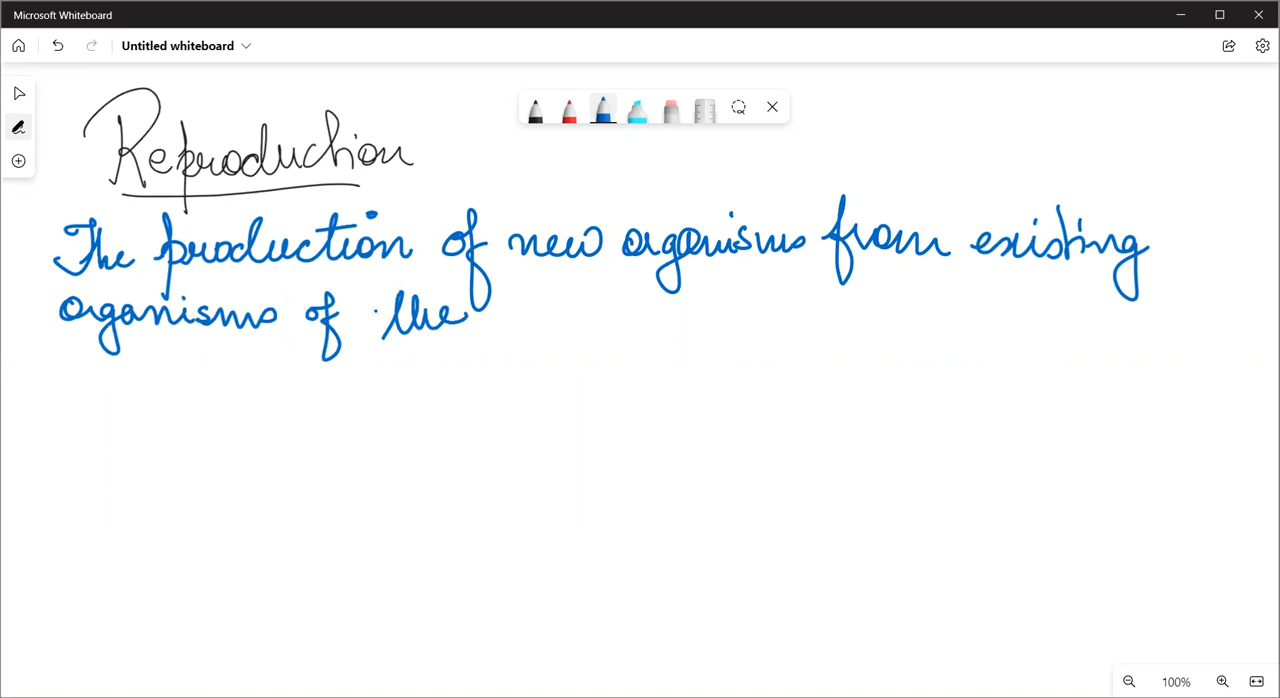 Microsoft Whiteboard
Untitled whiteboard
Reproduction
The production of new organisms from existing
organisms of the
100%